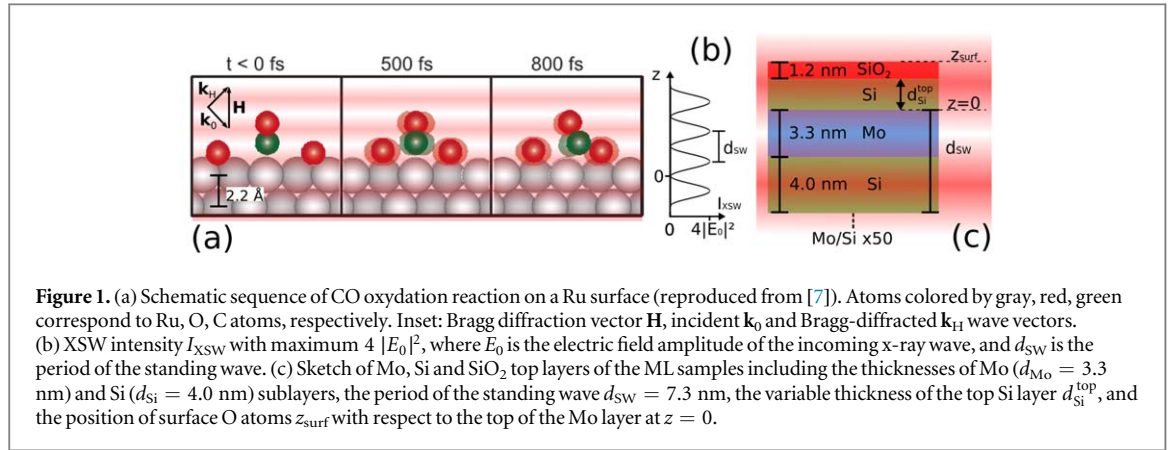 t < 0 fs
500 fs
800 fs
k_H
H
k_0
2.2 Å
(a)
(b)
z
d_SW
0
I_XSW
0 4|E₀|²
z_surf
1.2 nm SiO₂
Si d_Si^top
z=0
3.3 nm Mo
d_SW
4.0 nm Si
Mo/Si x50
(c)
Figure 1. (a) Schematic sequence of CO oxydation reaction on a Ru surface (reproduced from [7]). Atoms colored by gray, red, green
correspond to Ru, O, C atoms, respectively. Inset: Bragg diffraction vector H, incident k₀ and Bragg-diffracted k_H wave vectors.
(b) XSW intensity I_XSW with maximum 4 |E₀|², where E₀ is the electric field amplitude of the incoming x-ray wave, and d_SW is the
period of the standing wave. (c) Sketch of Mo, Si and SiO₂ top layers of the ML samples including the thicknesses of Mo (d_Mo = 3.3
nm) and Si (d_Si = 4.0 nm) sublayers, the period of the standing wave d_SW = 7.3 nm, the variable thickness of the top Si layer d_Si^top, and
the position of surface O atoms z_surf with respect to the top of the Mo layer at z = 0.